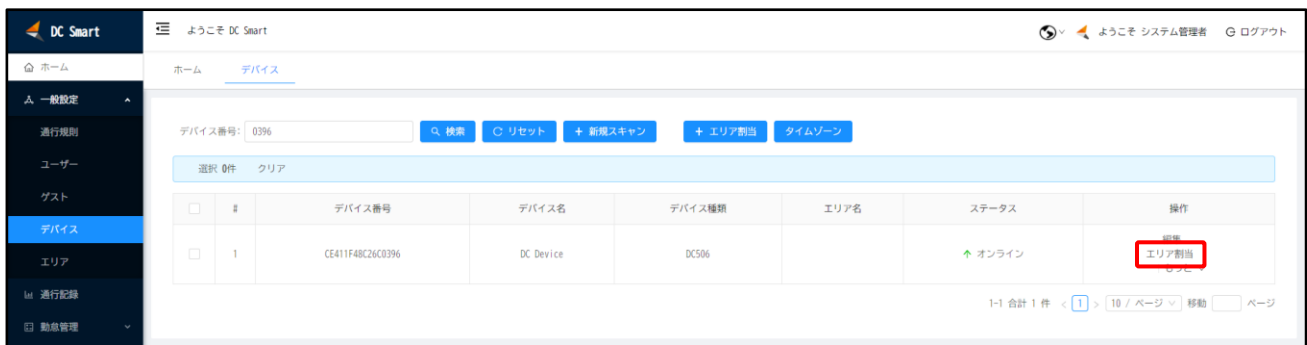 DC Smart
ようこそ DC Smart
ようこそ システム管理者
ログアウト
ホーム
一般設定
通行規則
ユーザー
ゲスト
デバイス
エリア
通行記録
勤怠管理
ホーム デバイス
デバイス番号: 0396 検索 リセット + 新規スキャン + エリア割当 タイムゾーン
選択 0件 クリア
# デバイス番号 デバイス名 デバイス種類 エリア名 ステータス 操作
1 CE411F48C26C0396 DC Device DC506 オンライン
編集
エリア割当
もっと
1-1 合計 1 件 < 1 > 10 / ページ 移動 ページ